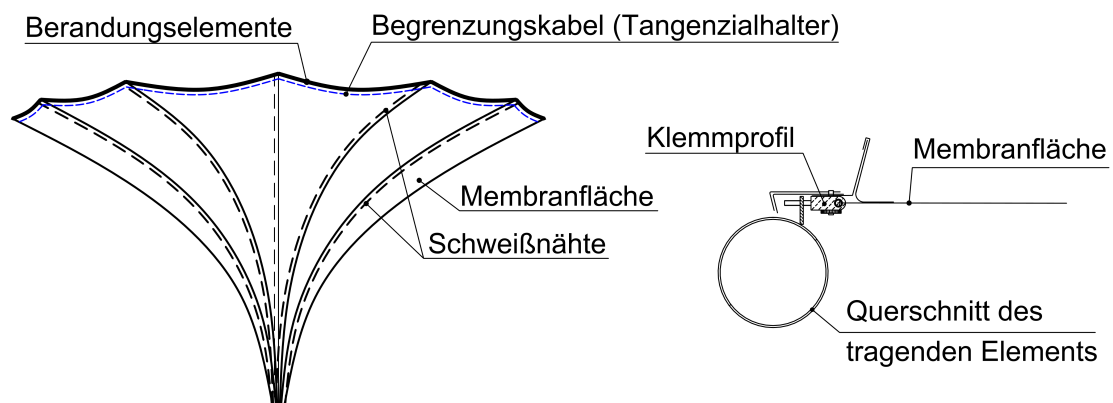 Berandungselemente
Begrenzungskabel (Tangenzialhalter)
Membranfläche
Schweißnähte
Klemmprofil
Membranfläche
Querschnitt des
tragenden Elements